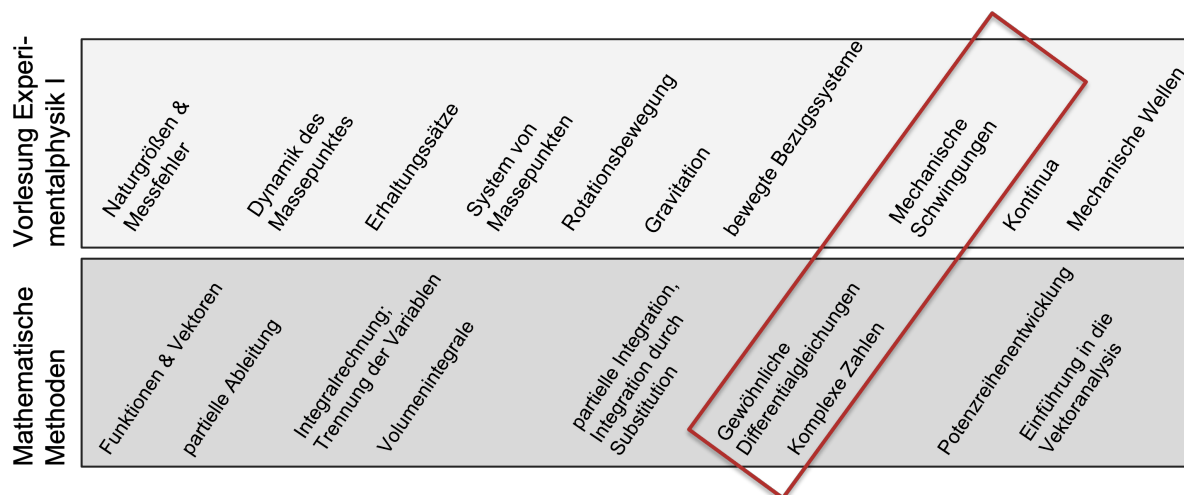 Vorlesung Experi-
mentalphysik I
Naturgrößen &
Messfehler
Dynamik des
Massepunktes
Erhaltungssätze
System von
Massepunkten
Rotationsbewegung
Gravitation
bewegte Bezugssysteme
Mechanische
Schwingungen
Kontinua
Mechanische Wellen
Mathematische
Methoden
Funktionen & Vektoren
partielle Ableitung
Integralrechnung;
Trennung der Variablen
Volumenintegrale
partielle Integration,
Integration durch
Substitution
Gewöhnliche
Differentialgleichungen
Komplexe Zahlen
Potenzreihenentwicklung
Einführung in die
Vektoranalysis